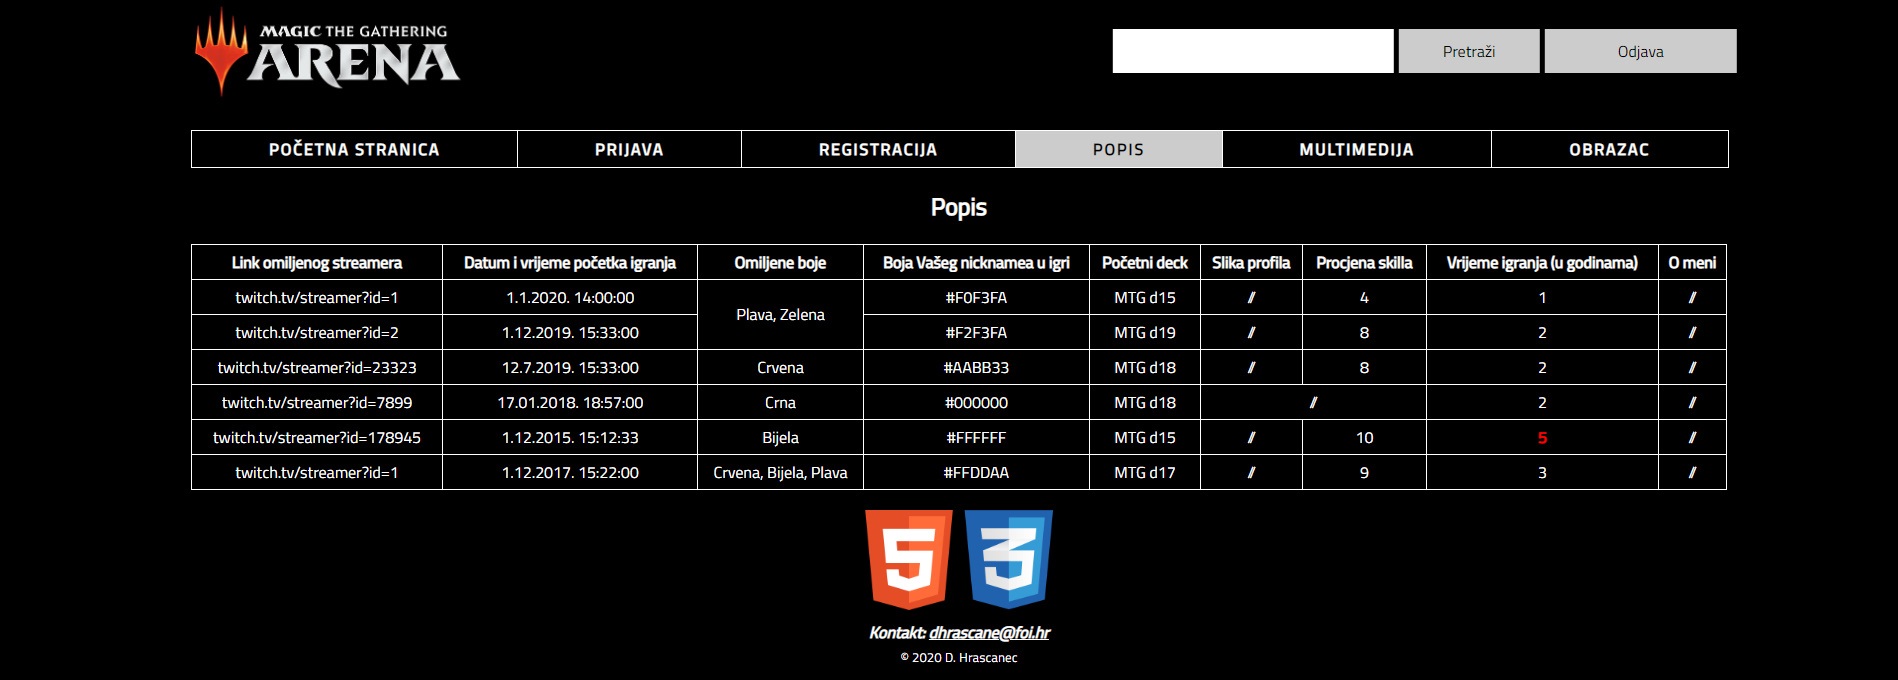 MAGIC THE GATHERING
ARENA
Pretraži Odjava
POČETNA STRANICA PRIJAVA REGISTRACIJA POPIS MULTIMEDIJA OBRAZAC
Popis
Link omiljenog streamera Datum i vrijeme početka igranja Omiljene boje Boja Vašeg nicknamea u igri Početni deck Slika profila Procjena skilla Vrijeme igranja (u godinama) O meni
twitch.tv/streamer?id=1 1.1.2020. 14:00:00 Plava, Zelena #F0F3FA MTG d15 // 4 1 //
twitch.tv/streamer?id=2 1.12.2019. 15:33:00 #F2F3FA MTG d19 // 8 2 //
twitch.tv/streamer?id=23323 12.7.2019. 15:33:00 Crvena #AABB33 MTG d18 // 8 2 //
twitch.tv/streamer?id=7899 17.01.2018. 18:57:00 Crna #000000 MTG d18 // 2 //
twitch.tv/streamer?id=178945 1.12.2015. 15:12:33 Bijela #FFFFFF MTG d15 // 10 5 //
twitch.tv/streamer?id=1 1.12.2017. 15:22:00 Crvena, Bijela, Plava #FFDDAA MTG d17 // 9 3 //
5 3
Kontakt: dhrascane@foi.hr
© 2020 D. Hrascanec